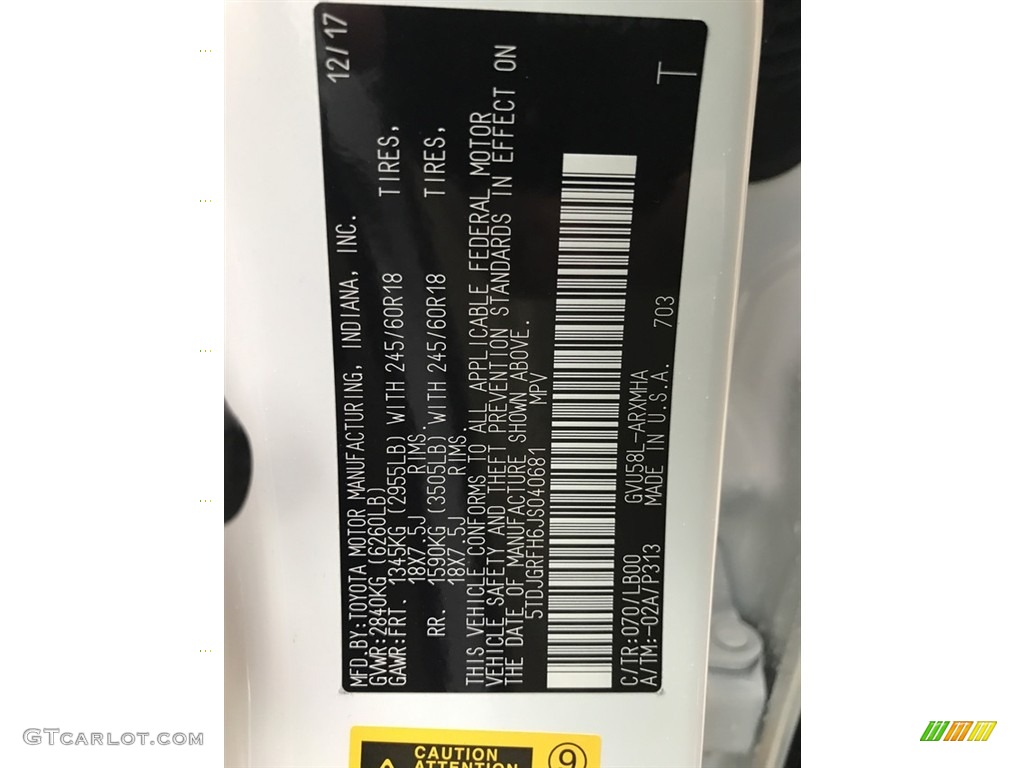 MFD.BY:TOYOTA MOTOR MANUFACTURING, INDIANA, INC. 12/17
GVWR:2840KG (6260LB)
GAWR:FRT. 1345KG (2955LB) WITH 245/60R18 TIRES,
18X7.5J RIMS.
RR. 1590KG (3505LB) WITH 245/60R18 TIRES,
18X7.5J RIMS.
THIS VEHICLE CONFORMS TO ALL APPLICABLE FEDERAL MOTOR
VEHICLE SAFETY AND THEFT PREVENTION STANDARDS IN EFFECT ON
THE DATE OF MANUFACTURE SHOWN ABOVE.
5TDJGRFH6JS040681 MPV
C/TR:070/LB00 GVU58L-ARXMHA
A/TM:-02A/P313 MADE IN U.S.A. 703 T
CAUTION
ATTENTION
9
GTCarLot.com